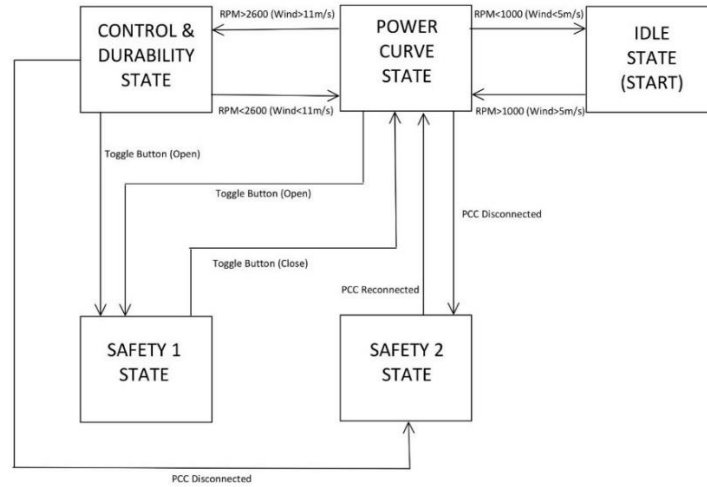 CONTROL &
DURABILITY
STATE
RPM>2600 (Wind>11m/s)
RPM<2600 (Wind<11m/s)
POWER
CURVE
STATE
RPM<1000 (Wind<5m/s)
RPM>1000 (Wind>5m/s)
IDLE
STATE
(START)
Toggle Button (Open)
Toggle Button (Open)
PCC Disconnected
Toggle Button (Close)
PCC Reconnected
SAFETY 1
STATE
SAFETY 2
STATE
PCC Disconnected